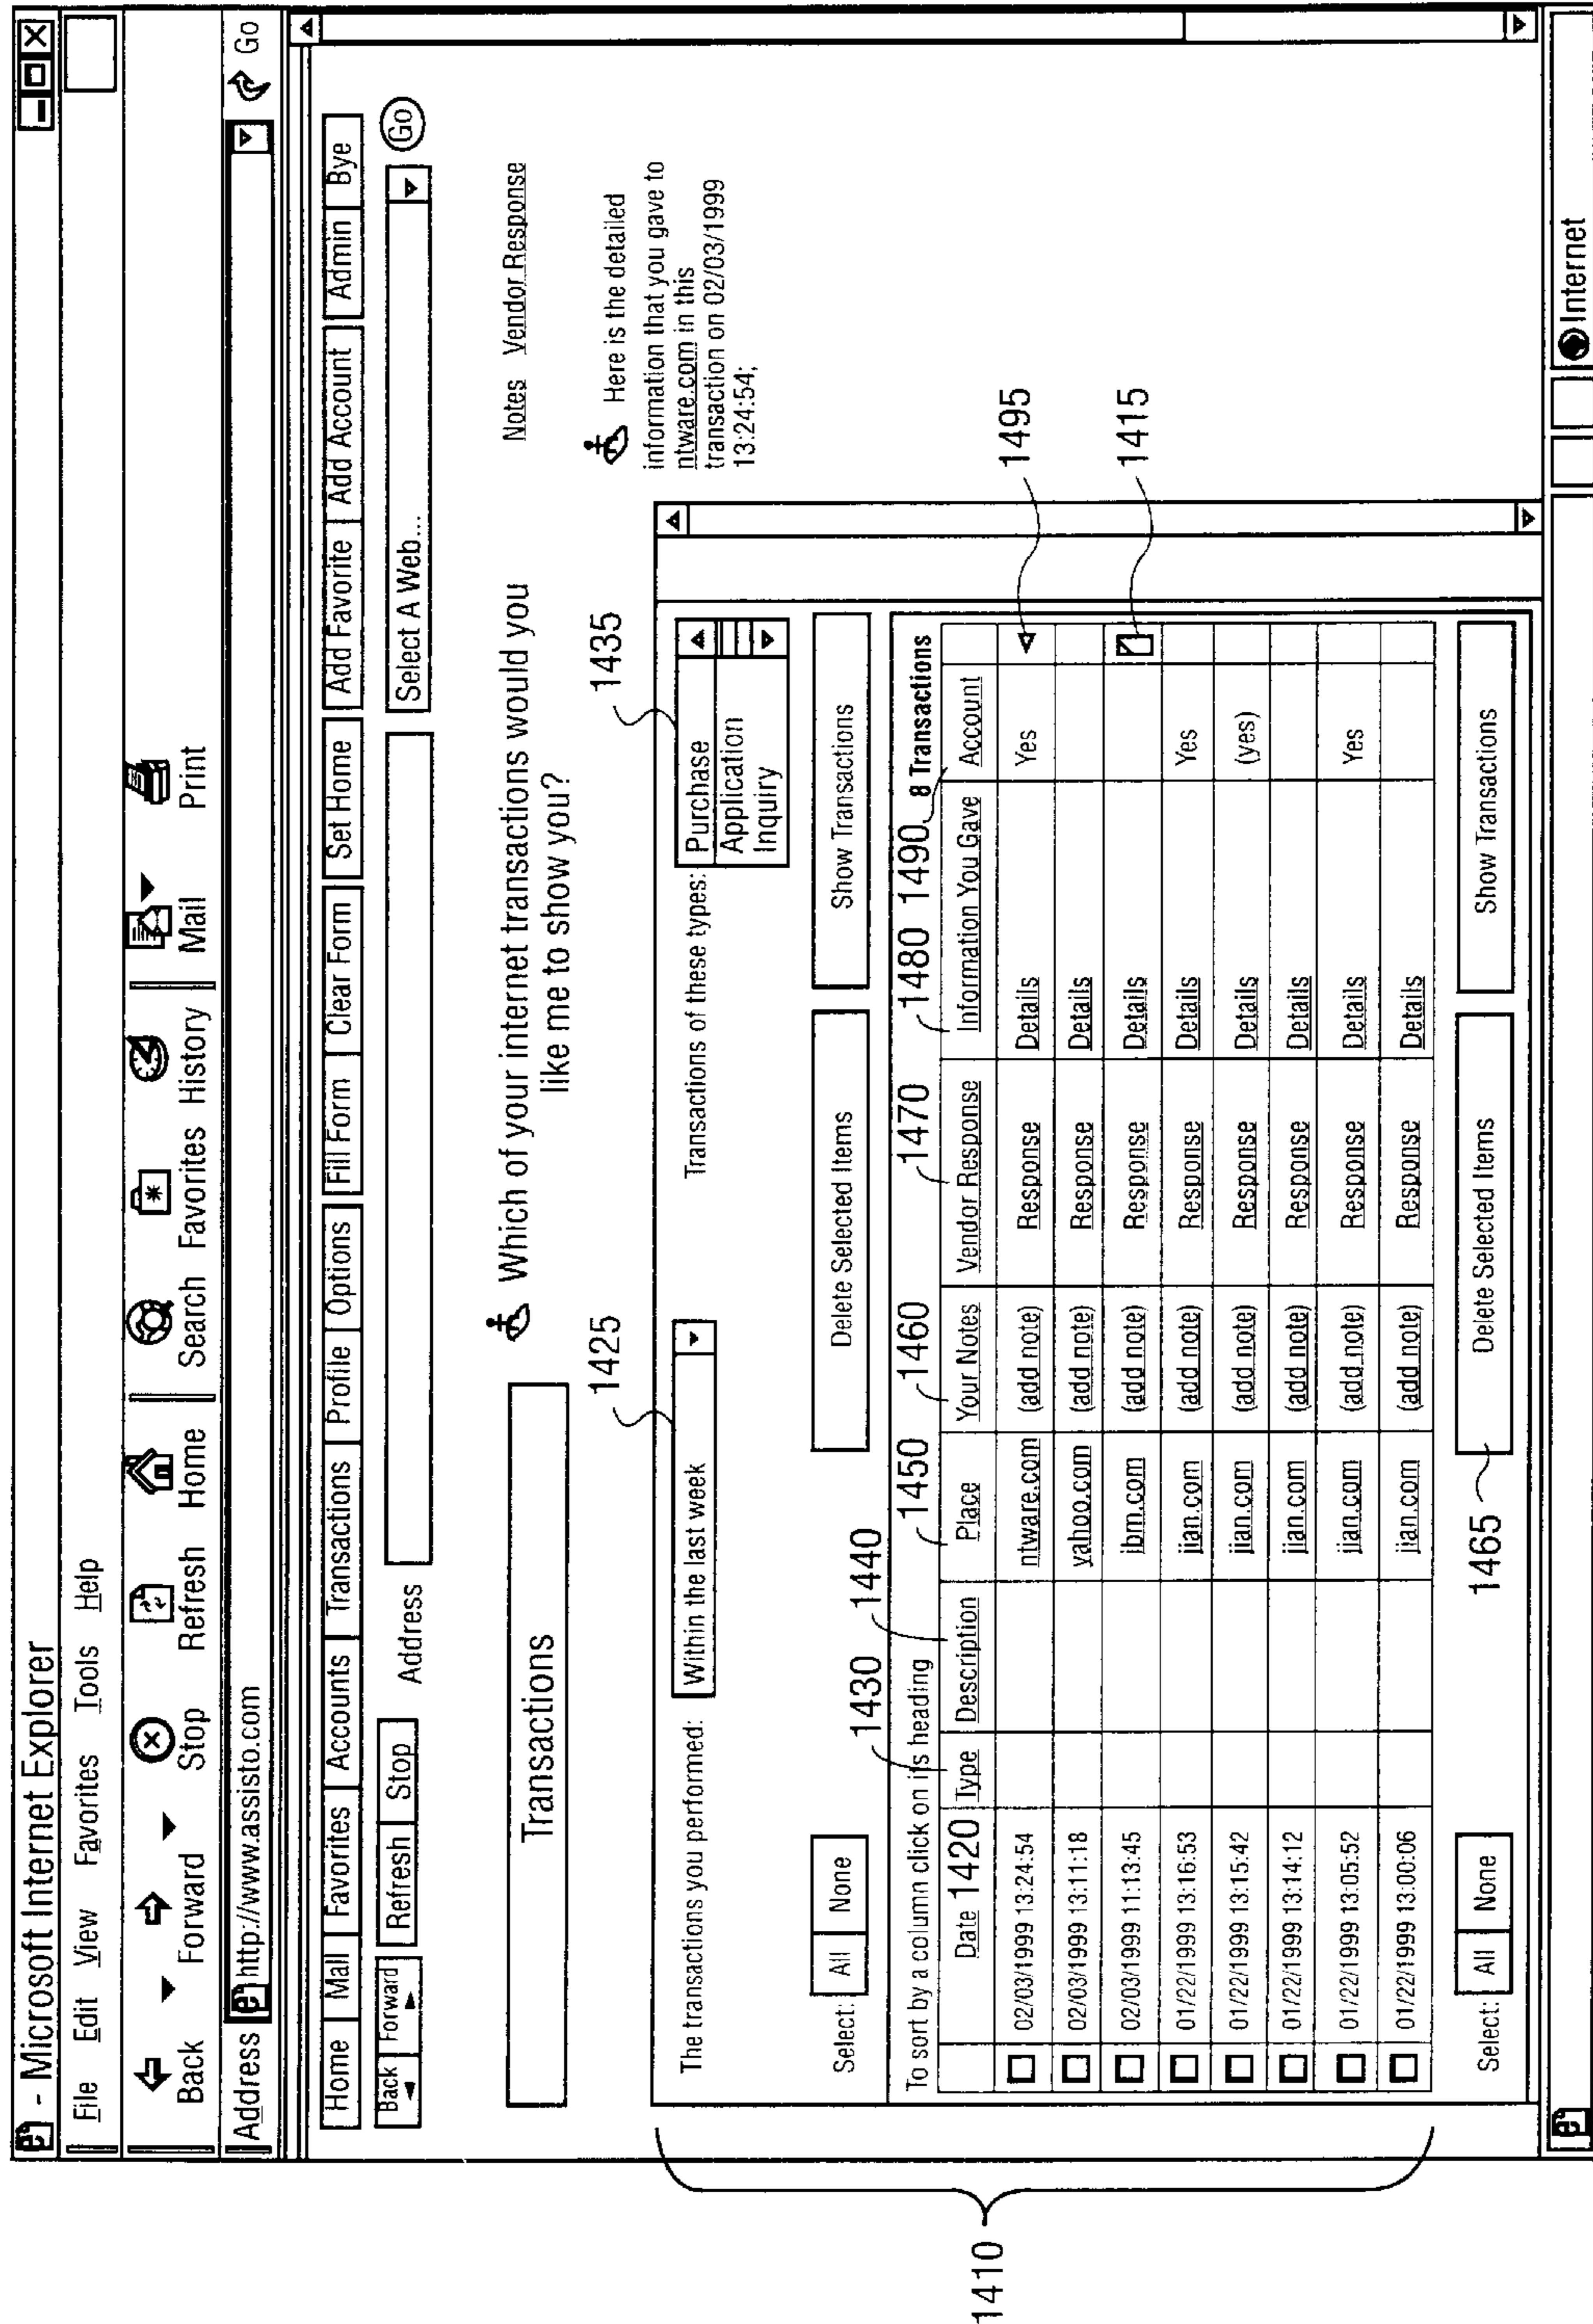 - Microsoft Internet Explorer
File Edit View Favorites Tools Help
Back Forward Stop Refresh Home Search Favorites History Mail Print
Address http://www.assisto.com Go
Home Mall Favorites Accounts Transactions Profile Options Fill Form Clear Form Set Home Add Favorite Add Account Admin Bye
Back Forward Refresh Stop Address Select A Web... Go
Transactions
Which of your internet transactions would you
like me to show you?
Notes Vendor Response
Here is the detailed
information that you gave to
ntware.com in this
transaction on 02/03/1999
13:24:54;
1425
1435
The transactions you performed: Within the last week Transactions of these types: Purchase
Application
Inquiry
Select: All None Delete Selected Items Show Transactions
1430 1440 1450 1460 1470 1480 1490 8 Transactions
To sort by a column click on its heading
Date 1420 Type Description Place Your Notes Vendor Response Information You Gave Account
02/03/1999 13:24:54 ntware.com (add note) Response Details Yes 1495
02/03/1999 13:11:18 yahoo.com (add note) Response Details
02/03/1999 11:13:45 ibm.com (add note) Response Details 1415
01/22/1999 13:16:53 jian.com (add note) Response Details Yes
01/22/1999 13:15:42 jian.com (add note) Response Details (yes)
01/22/1999 13:14:12 jian.com (add note) Response Details
01/22/1999 13:05:52 jian.com (add note) Response Details Yes
01/22/1999 13:00:06 jian.com (add note) Response Details
1410
Select: All None 1465 Delete Selected Items Show Transactions
Internet